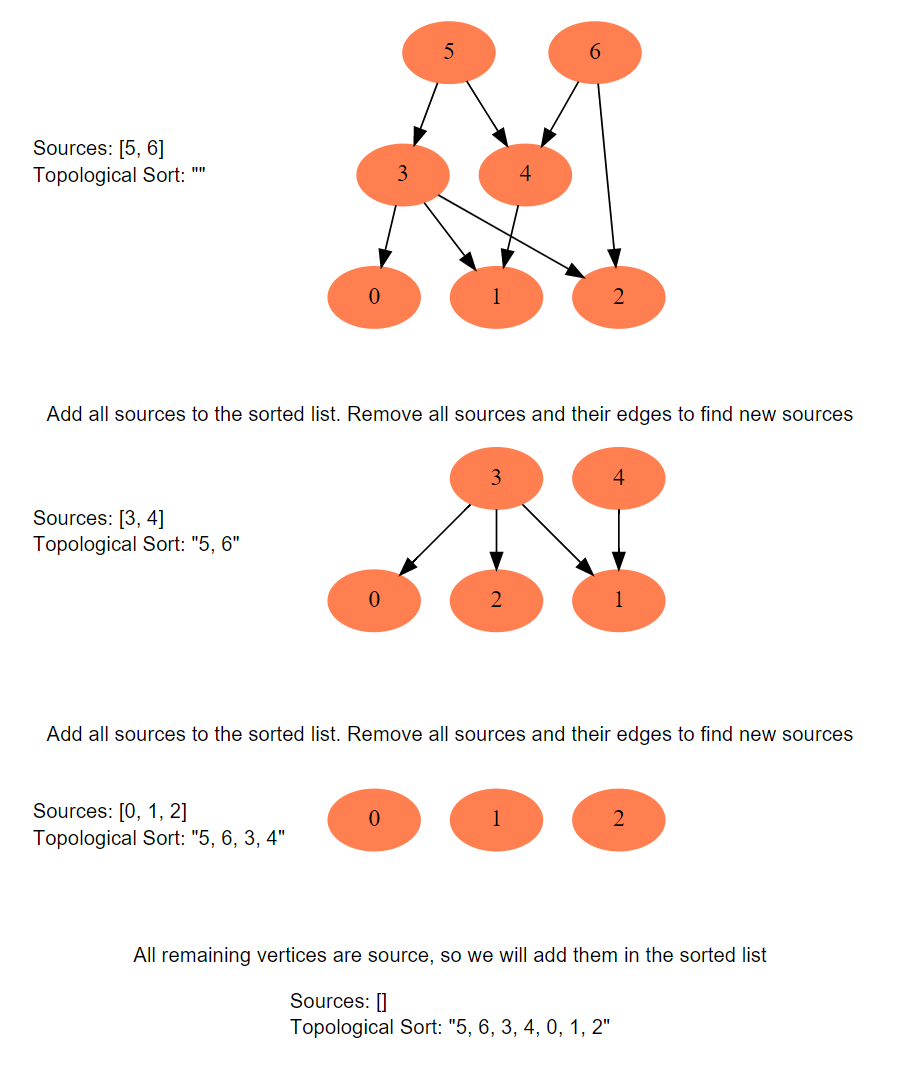 5 6
Sources: [5, 6]
Topological Sort: ""
3 4
0 1 2
Add all sources to the sorted list. Remove all sources and their edges to find new sources
3 4
Sources: [3, 4]
Topological Sort: "5, 6"
0 2 1
Add all sources to the sorted list. Remove all sources and their edges to find new sources
Sources: [0, 1, 2]
Topological Sort: "5, 6, 3, 4"
0 1 2
All remaining vertices are source, so we will add them in the sorted list
Sources: []
Topological Sort: "5, 6, 3, 4, 0, 1, 2"